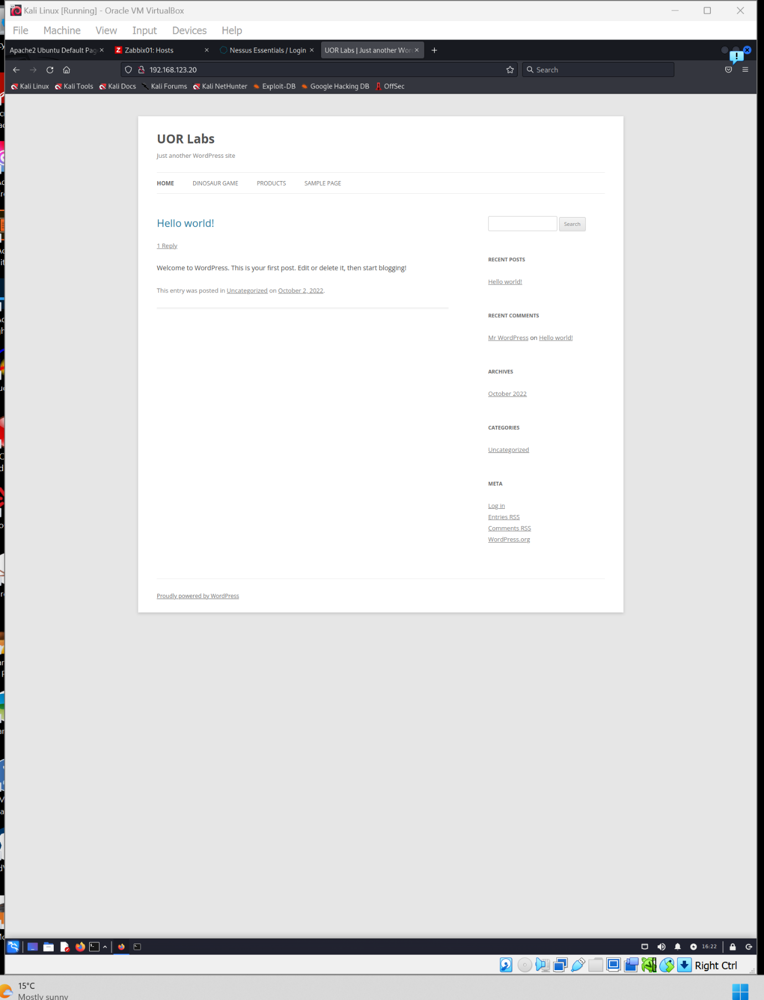 Kali Linux [Running] - Oracle VM VirtualBox
File Machine View Input Devices Help
Apache2 Ubuntu Default Pag Zabbix01: Hosts Nessus Essentials / Login UOR Labs | Just another Wor
192.168.123.20 Search
Kali Linux Kali Tools Kali Docs Kali Forums Kali NetHunter Exploit-DB Google Hacking DB OffSec
UOR Labs
Just another WordPress site
HOME DINOSAUR GAME PRODUCTS SAMPLE PAGE
Hello world!
1 Reply
Welcome to WordPress. This is your first post. Edit or delete it, then start blogging!
This entry was posted in Uncategorized on October 2, 2022.
Search
RECENT POSTS
Hello world!
RECENT COMMENTS
Mr WordPress on Hello world!
ARCHIVES
October 2022
CATEGORIES
Uncategorized
META
Log in
Entries RSS
Comments RSS
WordPress.org
Proudly powered by WordPress
16:22
Right Ctrl
15°C
Mostly sunny